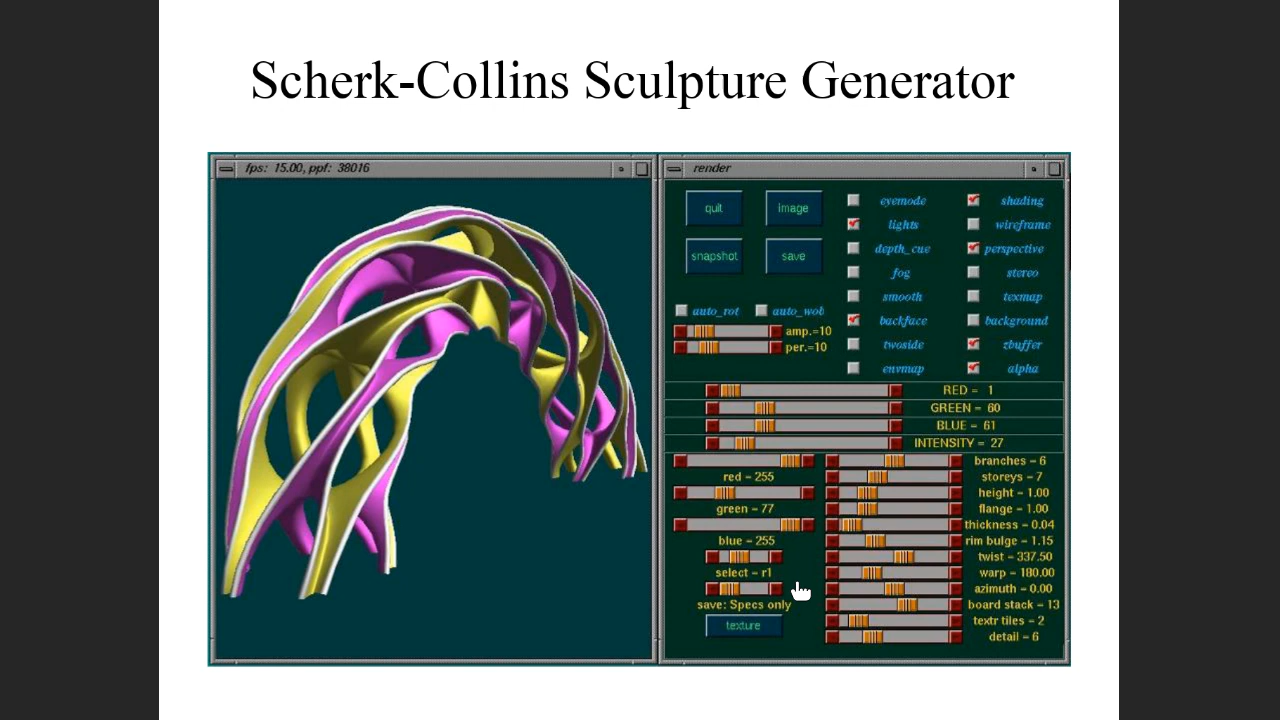 Scherk-Collins Sculpture Generator
fps: 15.00, ppf: 38016
render
quit
image
snapshot
save
auto_rot
auto_wob
amp.=10
per.=10
eyemode
shading
lights
wireframe
depth_cue
perspective
fog
stereo
smooth
texmap
backface
background
twoside
zbuffer
envmap
alpha
RED = 1
GREEN = 60
BLUE = 61
INTENSITY = 27
red = 255
green = 77
blue = 255
select = r1
save: Specs only
texture
branches = 6
storeys = 7
height = 1.00
flange = 1.00
thickness = 0.04
rim bulge = 1.15
twist = 337.50
warp = 180.00
azimuth = 0.00
board stack = 13
textr tiles = 2
detail = 6